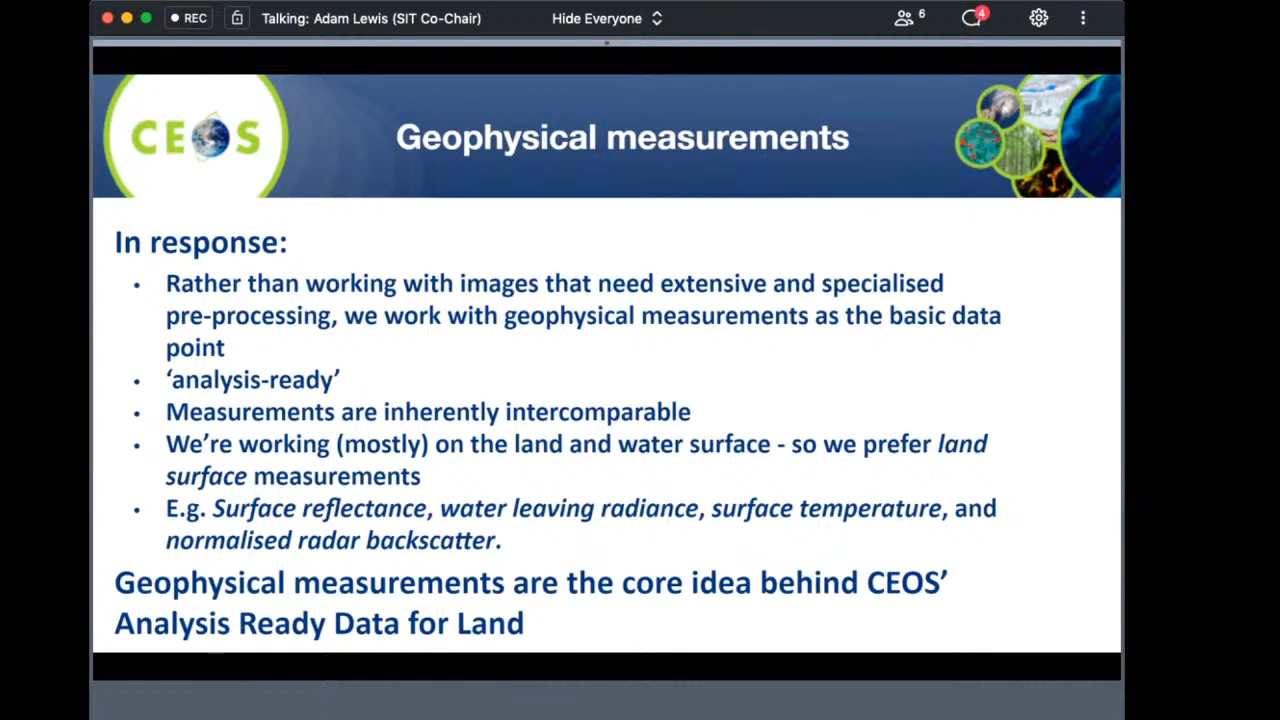 REC
Talking: Adam Lewis (SIT Co-Chair)
Hide Everyone
6
4
CEOS
Geophysical measurements
In response:
• Rather than working with images that need extensive and specialised
pre-processing, we work with geophysical measurements as the basic data
point
• ‘analysis-ready’
• Measurements are inherently intercomparable
• We’re working (mostly) on the land and water surface - so we prefer land
surface measurements
• E.g. Surface reflectance, water leaving radiance, surface temperature, and
normalised radar backscatter.
Geophysical measurements are the core idea behind CEOS’
Analysis Ready Data for Land